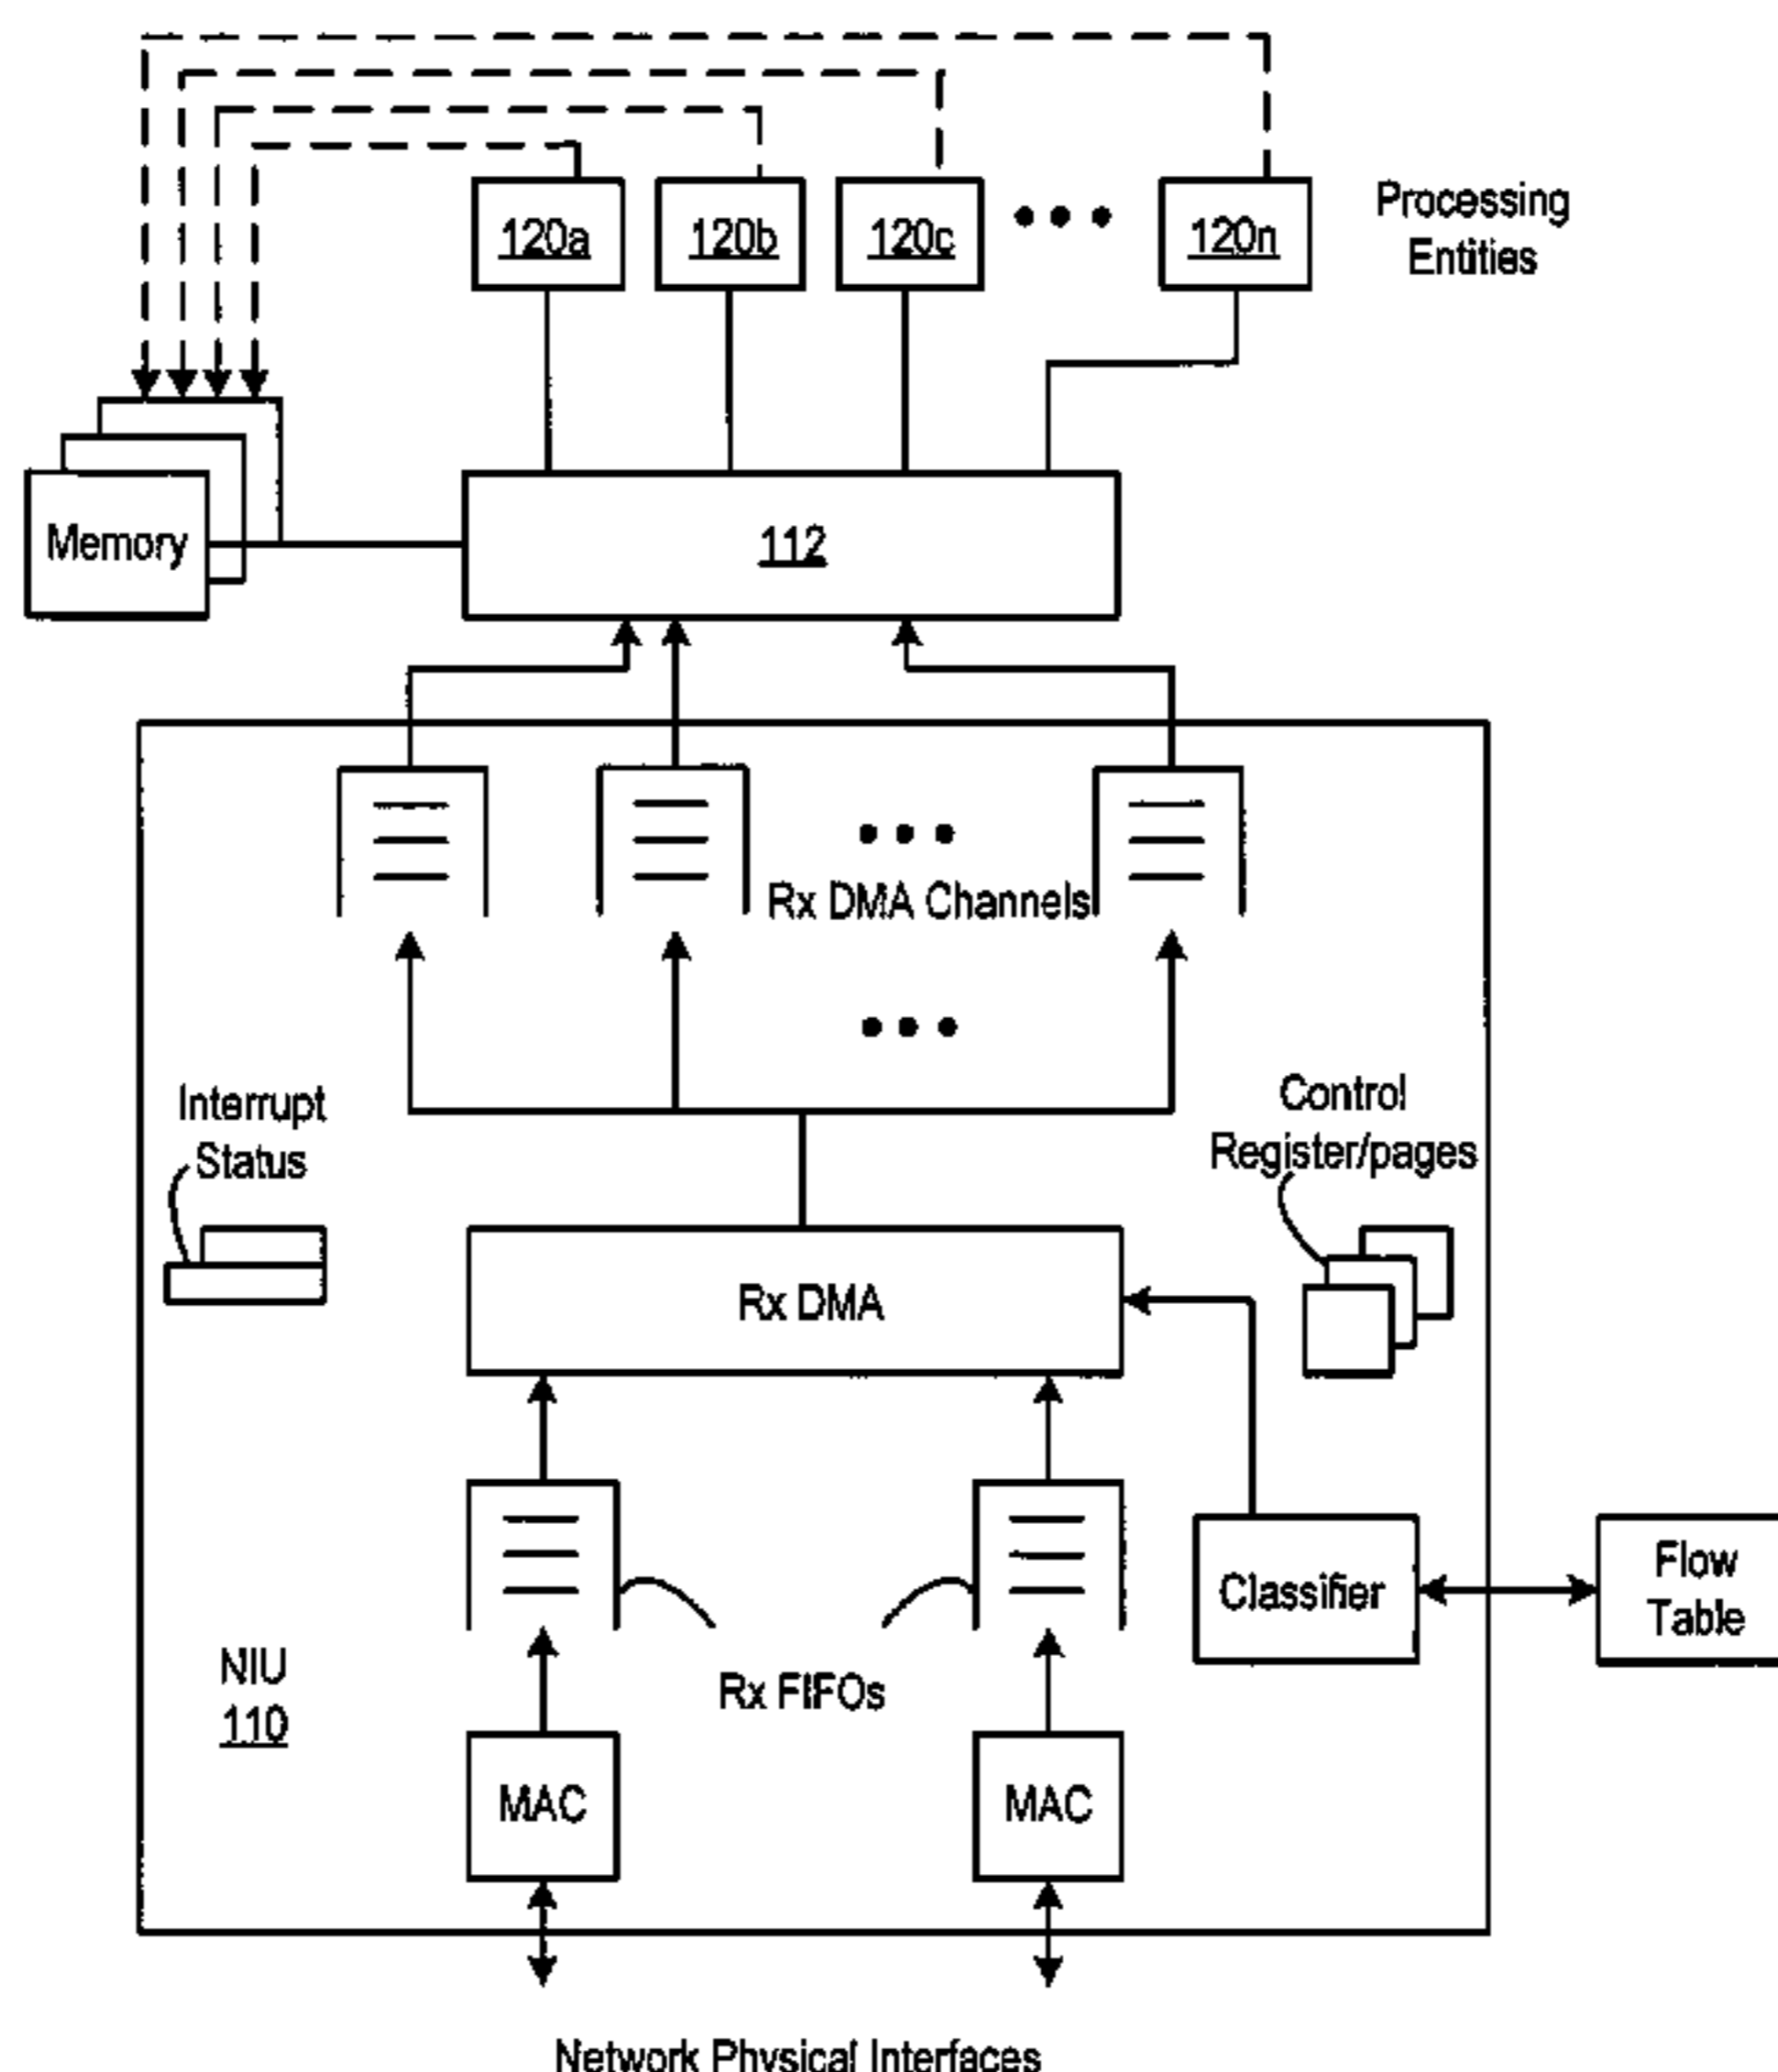 120a
120b
120c
120n
Processing
Entities
Memory
112
Rx DMA Channels
Interrupt
Status
Control
Register/pages
Rx DMA
Classifier
Flow
Table
NIU
110
Rx FIFOs
MAC
MAC
Network Physical Interfaces